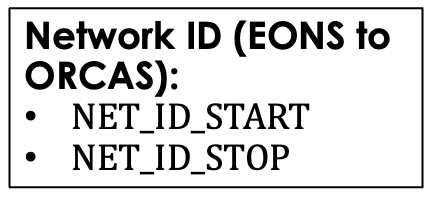 Network ID (EONS to
ORCAS):
• NET_ID_START
• NET_ID_STOP